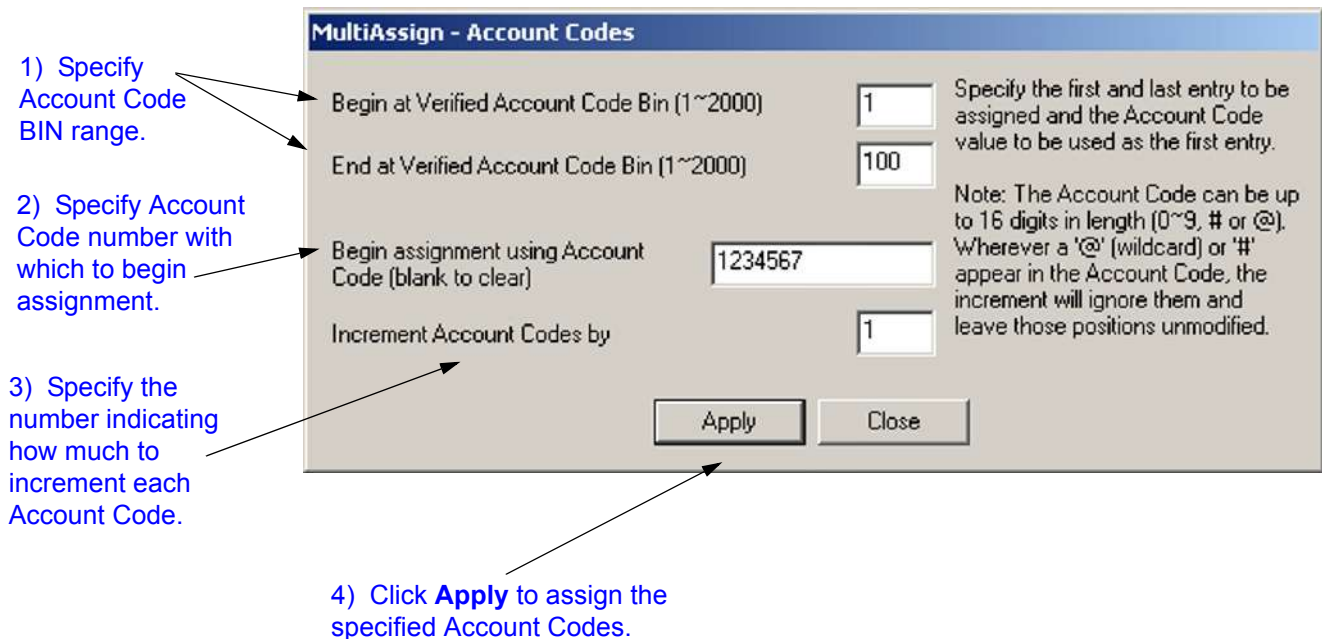 MultiAssign - Account Codes
1) Specify
Account Code
BIN range.
Begin at Verified Account Code Bin (1~2000)
1
End at Verified Account Code Bin (1~2000)
100
Specify the first and last entry to be
assigned and the Account Code
value to be used as the first entry.
2) Specify Account
Code number with
which to begin
assignment.
Begin assignment using Account
Code (blank to clear)
1234567
Note: The Account Code can be up
to 16 digits in length (0~9, # or @).
Wherever a '@' (wildcard) or '#'
appear in the Account Code, the
increment will ignore them and
leave those positions unmodified.
Increment Account Codes by
1
3) Specify the
number indicating
how much to
increment each
Account Code.
Apply
Close
4) Click Apply to assign the
specified Account Codes.